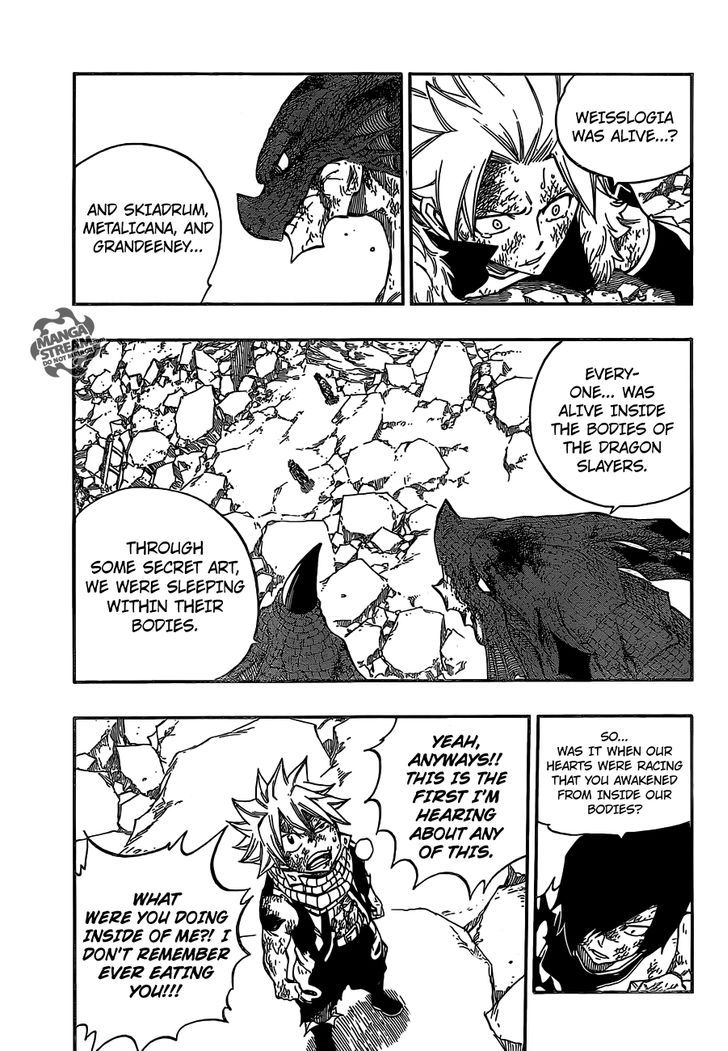 WEISSLOGIA
WAS ALIVE...?
AND SKIADRUM,
METALICANA, AND
GRANDEENEY...
MANGA
STREAM
EVERY-
ONE... WAS
ALIVE INSIDE
THE BODIES
OF THE DRAGON
SLAYERS.
THROUGH
SOME SECRET ART,
WE WERE SLEEPING
WITHIN THEIR
BODIES.
SO...
WAS IT WHEN OUR
HEARTS WERE RACING
THAT YOU AWAKENED
FROM INSIDE OUR
BODIES?
YEAH,
ANYWAYS!!
THIS IS THE
FIRST I'M
HEARING
ABOUT ANY
OF THIS.
WHAT
WERE YOU DOING
INSIDE OF ME?! I
DON'T REMEMBER
EVER EATING
YOU!!!